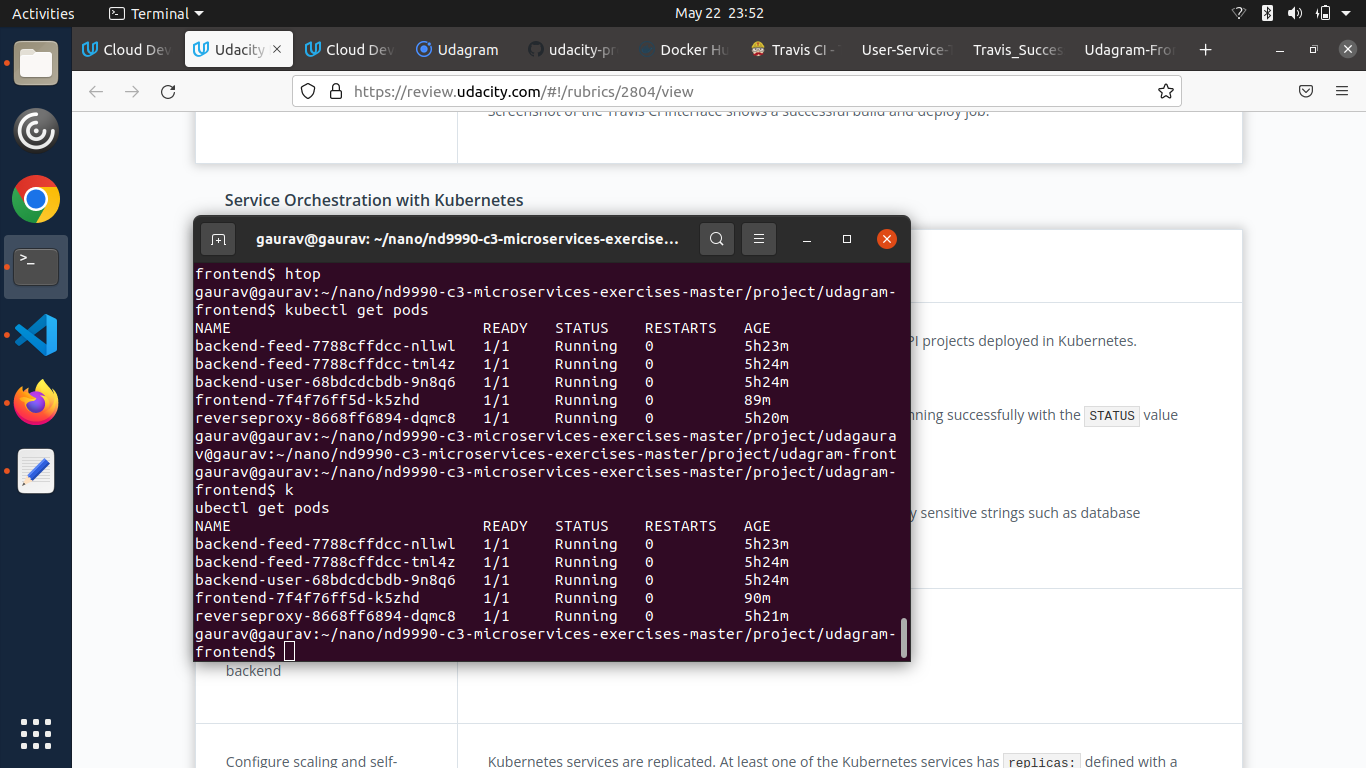 Activities Terminal May 22 23:52
Cloud Dev Udacity Cloud Dev Udagram udacity-pr Docker Hu Travis CI - User-Service-T Travis_Succes Udagram-Fro
https://review.udacity.com/#!/rubrics/2804/view
Screenshot of the Travis CI interface shows a successful build and deploy job.
Service Orchestration with Kubernetes
gaurav@gaurav: ~/nano/nd9990-c3-microservices-exercise...
frontend$ htop
gaurav@gaurav:~/nano/nd9990-c3-microservices-exercises-master/project/udagram-
frontend$ kubectl get pods
NAME READY STATUS RESTARTS AGE
backend-feed-7788cffdcc-nllwl 1/1 Running 0 5h23m
backend-feed-7788cffdcc-tml4z 1/1 Running 0 5h24m
backend-user-68bdcdcbdb-9n8q6 1/1 Running 0 5h24m
frontend-7f4f76ff5d-k5zhd 1/1 Running 0 89m
reverseproxy-8668ff6894-dqmc8 1/1 Running 0 5h20m
gaurav@gaurav:~/nano/nd9990-c3-microservices-exercises-master/project/udagaura
v@gaurav:~/nano/nd9990-c3-microservices-exercises-master/project/udagram-front
gaurav@gaurav:~/nano/nd9990-c3-microservices-exercises-master/project/udagram-
frontend$ k
ubectl get pods
NAME READY STATUS RESTARTS AGE
backend-feed-7788cffdcc-nllwl 1/1 Running 0 5h23m
backend-feed-7788cffdcc-tml4z 1/1 Running 0 5h24m
backend-user-68bdcdcbdb-9n8q6 1/1 Running 0 5h24m
frontend-7f4f76ff5d-k5zhd 1/1 Running 0 90m
reverseproxy-8668ff6894-dqmc8 1/1 Running 0 5h21m
gaurav@gaurav:~/nano/nd9990-c3-microservices-exercises-master/project/udagram-
frontend$
PI projects deployed in Kubernetes.
nning successfully with the STATUS value
y sensitive strings such as database
backend
Configure scaling and self-
Kubernetes services are replicated. At least one of the Kubernetes services has replicas: defined with a